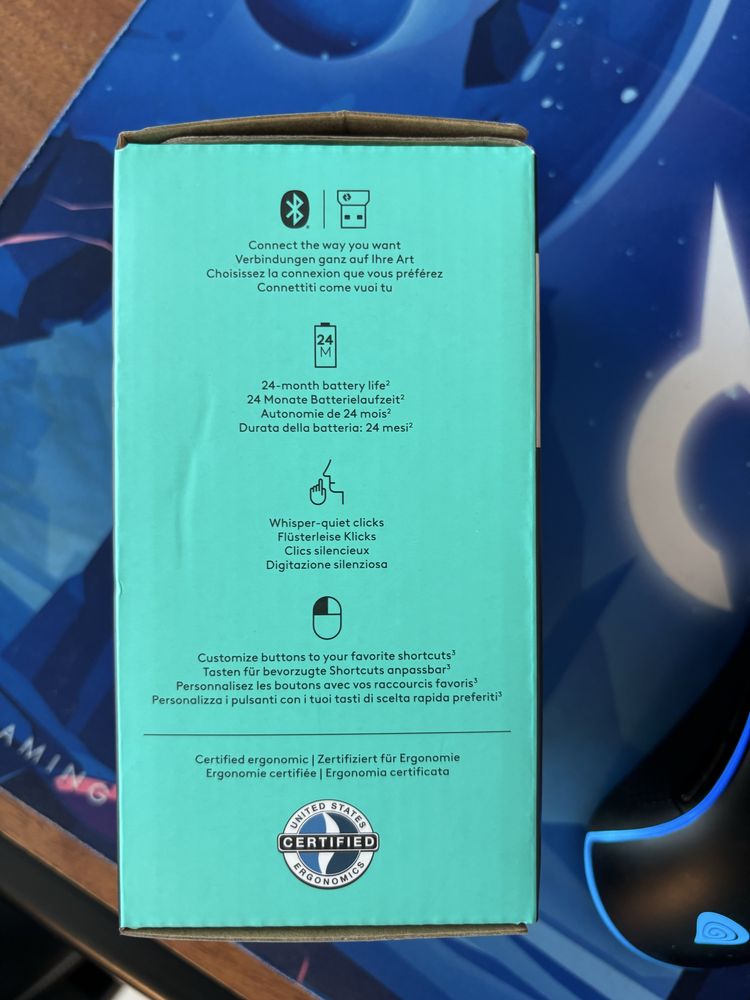 Connect the way you want
Verbindungen ganz auf Ihre Art
Choisissez la connexion que vous préférez
Connettiti come vuoi tu
24
M
24-month battery life²
24 Monate Batterielaufzeit²
Autonomie de 24 mois²
Durata della batteria: 24 mesi²
Whisper-quiet clicks
Flüsterleise Klicks
Clics silencieux
Digitazione silenziosa
Customize buttons to your favorite shortcuts³
Tasten für bevorzugte Shortcuts anpassbar³
Personnalisez les boutons avec vos raccourcis favoris³
Personalizza i pulsanti con i tuoi tasti di scelta rapida preferiti³
Certified ergonomic | Zertifiziert für Ergonomie
Ergonomie certifiée | Ergonomia certificata
UNITED STATES
CERTIFIED
ERGONOMICS
AMING